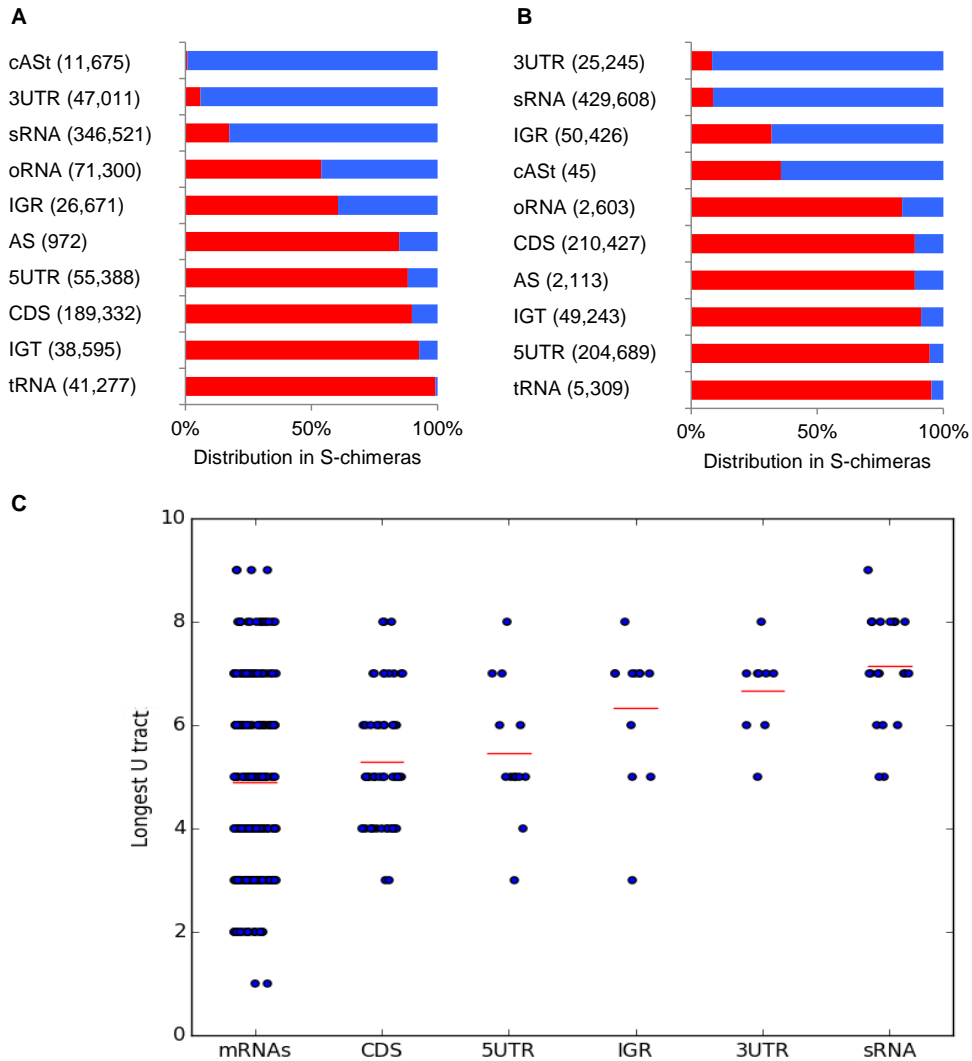 A
cASt (11,675)
3UTR (47,011)
sRNA (346,521)
oRNA (71,300)
IGR (26,671)
AS (972)
5UTR (55,388)
CDS (189,332)
IGT (38,595)
tRNA (41,277)
0% 50% 100%
Distribution in S-chimeras
B
3UTR (25,245)
sRNA (429,608)
IGR (50,426)
cASt (45)
oRNA (2,603)
CDS (210,427)
AS (2,113)
IGT (49,243)
5UTR (204,689)
tRNA (5,309)
0% 50% 100%
Distribution in S-chimeras
C
Longest U tract
10
8
6
4
2
0
mRNAs CDS 5UTR IGR 3UTR sRNA